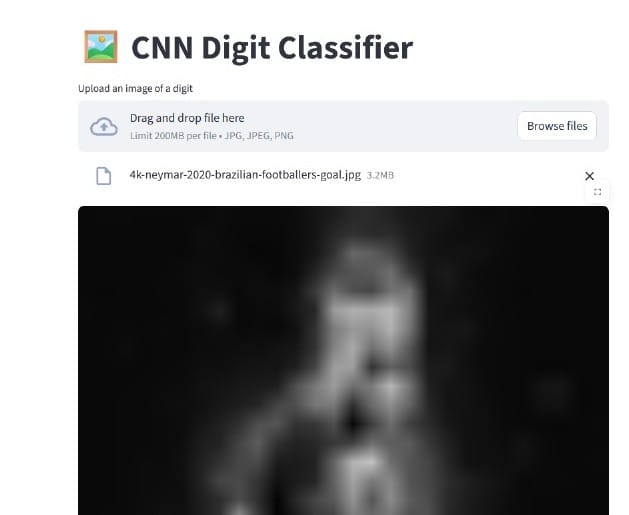 CNN Digit Classifier
Upload an image of a digit
Drag and drop file here
Limit 200MB per file • JPG, JPEG, PNG
Browse files
4k-neymar-2020-brazilian-footballers-goal.jpg 3.2MB